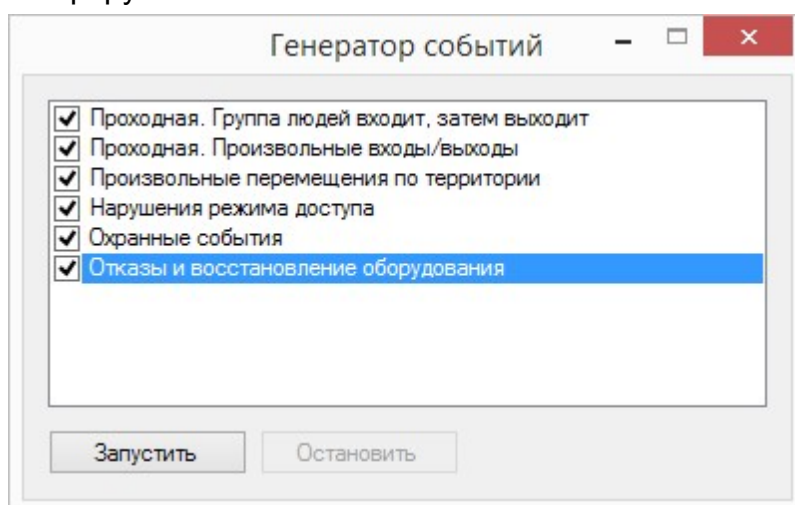 Генератор событий
Проходная. Группа людей входит, затем выходит
Проходная. Произвольные входы/выходы
Произвольные перемещения по территории
Нарушения режима доступа
Охранные события
Отказы и восстановление оборудования
Запустить
Остановить